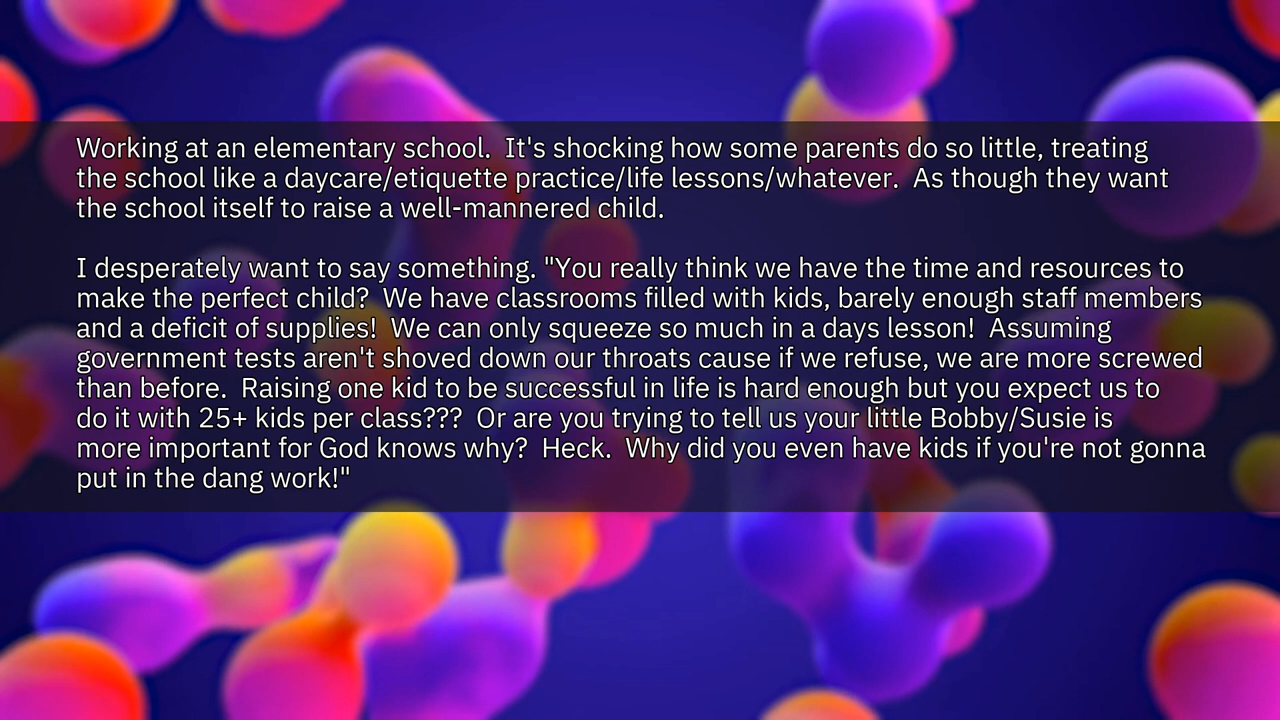 Working at an elementary school.  It's shocking how some parents do so little, treating
the school like a daycare/etiquette practice/life lessons/whatever.  As though they want
the school itself to raise a well-mannered child.
I desperately want to say something. "You really think we have the time and resources to
make the perfect child?  We have classrooms filled with kids, barely enough staff members
and a deficit of supplies!  We can only squeeze so much in a days lesson!  Assuming
government tests aren't shoved down our throats cause if we refuse, we are more screwed
than before.  Raising one kid to be successful in life is hard enough but you expect us to
do it with 25+ kids per class???  Or are you trying to tell us your little Bobby/Susie is
more important for God knows why?  Heck.  Why did you even have kids if you're not gonna
put in the dang work!"